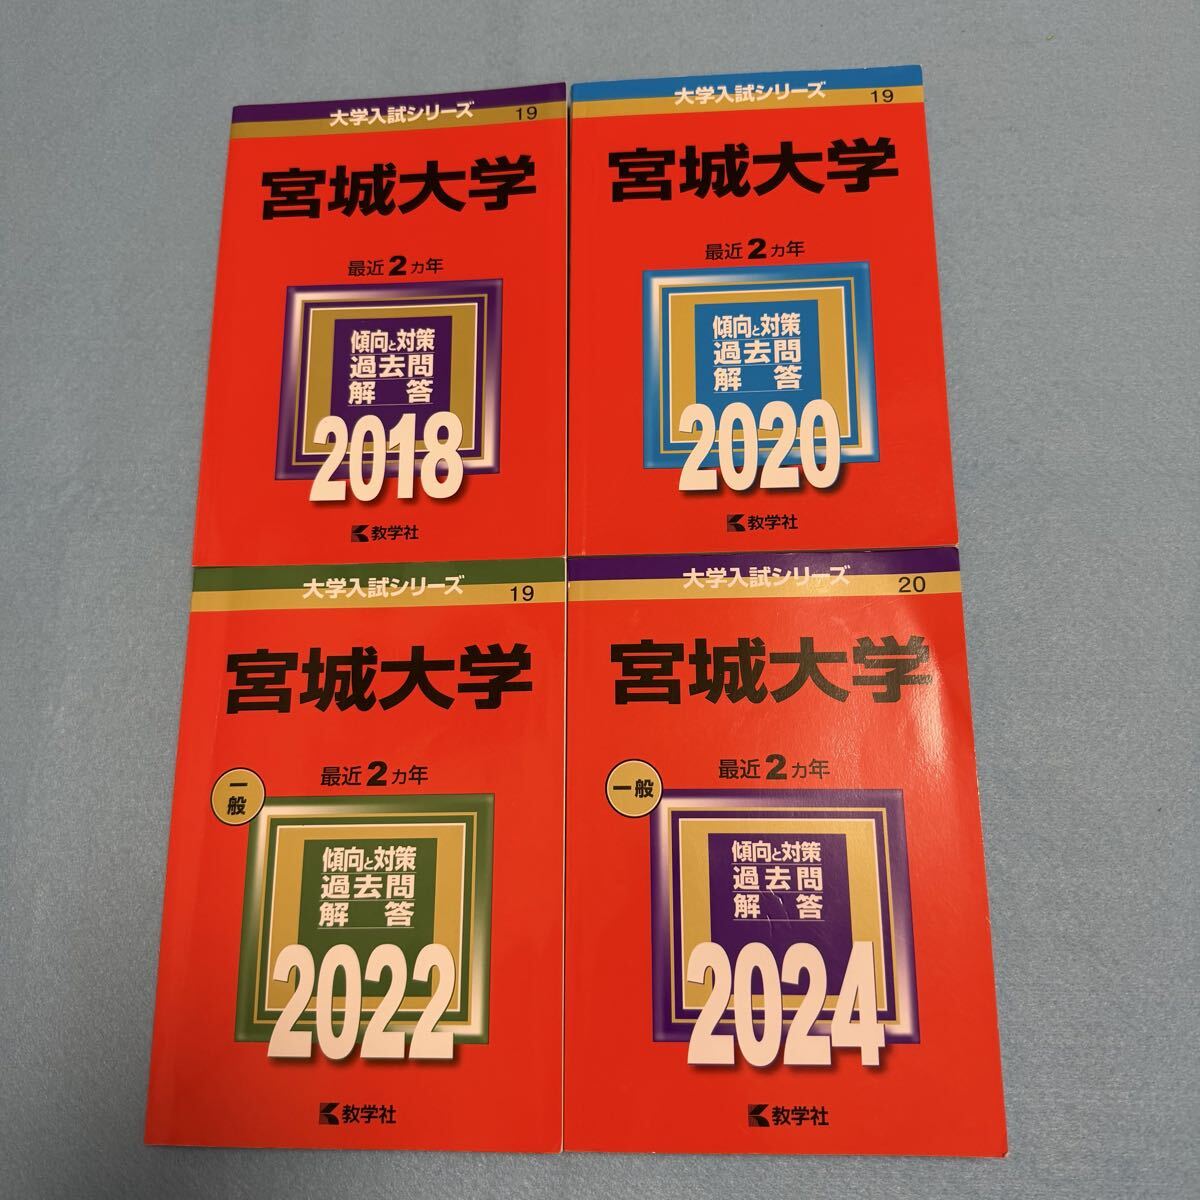 大学入試シリーズ
19
宮城大学
最近2カ年
傾向と対策
過去問
解答
2018
教学社
大学入試シリーズ
19
宮城大学
最近2カ年
傾向と対策
過去問
解答
2020
教学社
大学入試シリーズ
19
宮城大学
最近2カ年
一般
傾向と対策
過去問
解答
2022
教学社
大学入試シリーズ
20
宮城大学
最近2カ年
一般
傾向と対策
過去問
解答
2024
教学社